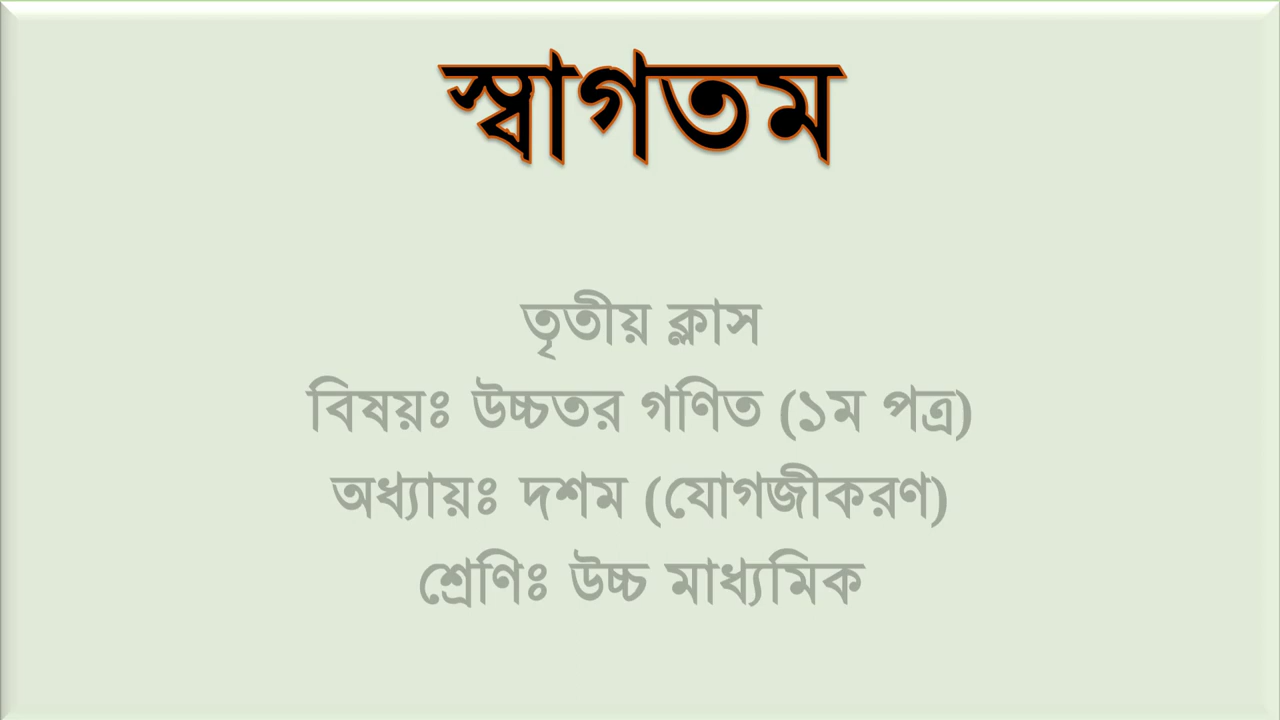 স্বাগতম
তৃতীয় ক্লাস
বিষয়ঃ উচ্চতর গণিত (১ম পত্র)
অধ্যায়ঃ দশম (যোগজীকরণ)
শ্রেণিঃ উচ্চ মাধ্যমিক